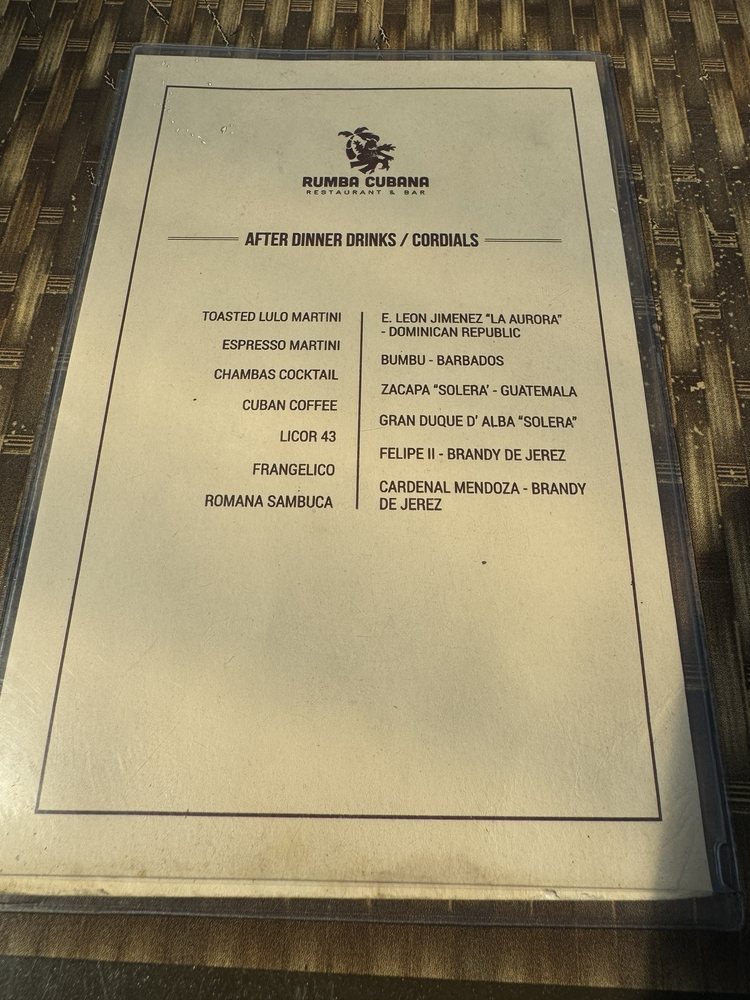 RUMBA CUBANA
RESTAURANT & BAR
AFTER DINNER DRINKS / CORDIALS
TOASTED LULO MARTINI
ESPRESSO MARTINI
CHAMBAS COCKTAIL
CUBAN COFFEE
LICOR 43
FRANGELICO
ROMANA SAMBUCA
E. LEON JIMENEZ “LA AURORA”
- DOMINICAN REPUBLIC
BUMBU - BARBADOS
ZACAPA “SOLERA’ - GUATEMALA
GRAN DUQUE D’ ALBA “SOLERA”
FELIPE II - BRANDY DE JEREZ
CARDENAL MENDOZA - BRANDY
DE JEREZ